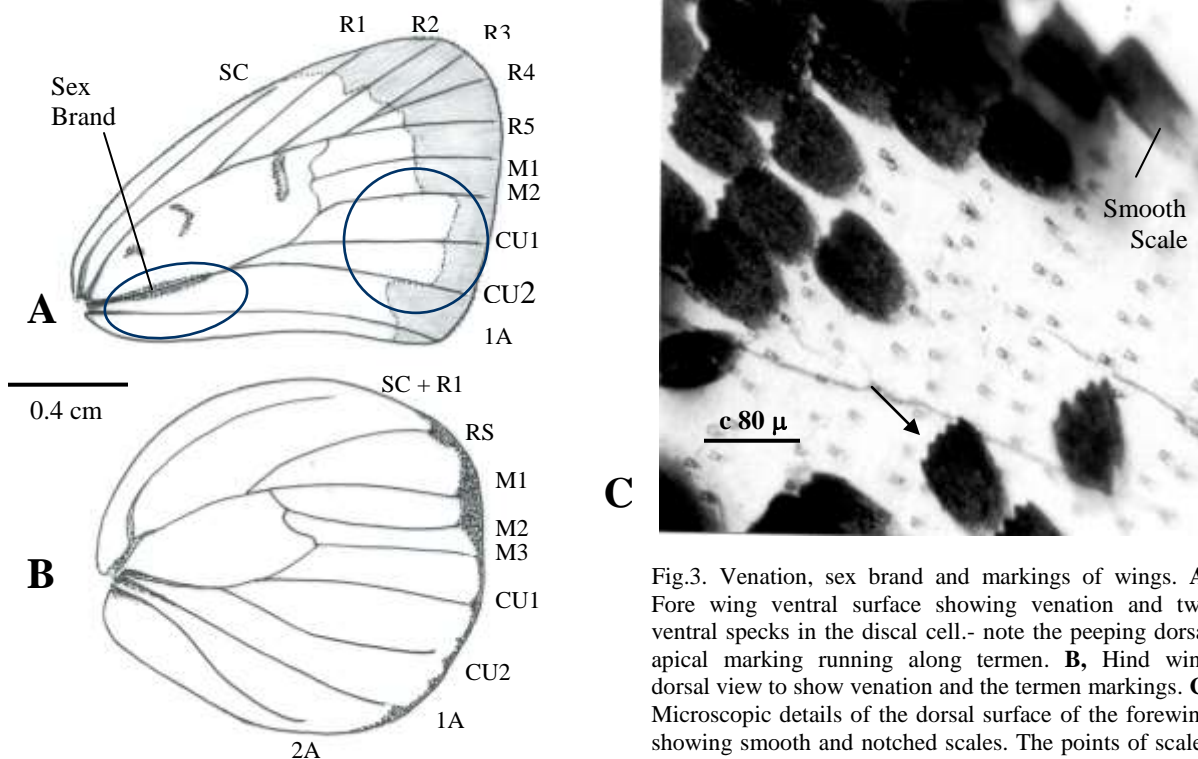 R1
R2
R3
SC
R4
Sex
Brand
R5
M1
M2
CU1
CU2
A
1A
0.4 cm
SC + R1
RS
M1
M2
M3
B
CU1
CU2
1A
2A
Smooth
Scale
c 80 µ
C
Fig.3. Venation, sex brand and markings of wings. A
Fore wing ventral surface showing venation and tw
ventral specks in the discal cell.- note the peeping dorsa
apical marking running along termen. B, Hind win
dorsal view to show venation and the termen markings. C
Microscopic details of the dorsal surface of the forewin
showing smooth and notched scales. The points of scale